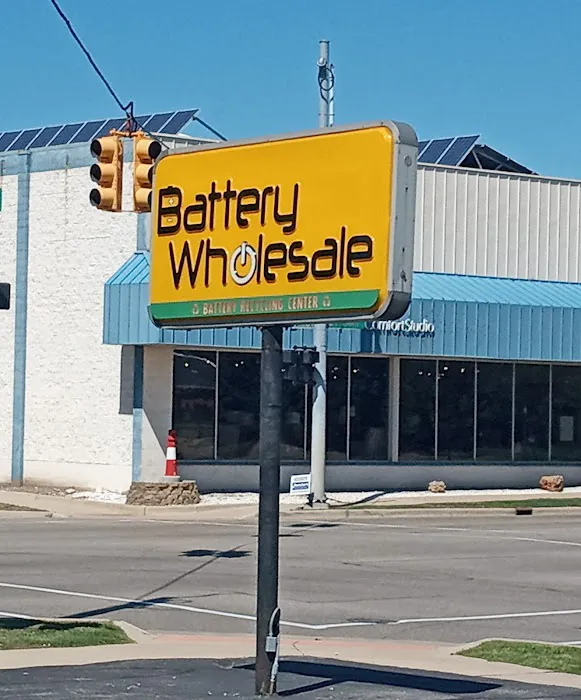 Battery
Wholesale
♻ BATTERY RECYCLING CENTER ♻
ComfortStudio